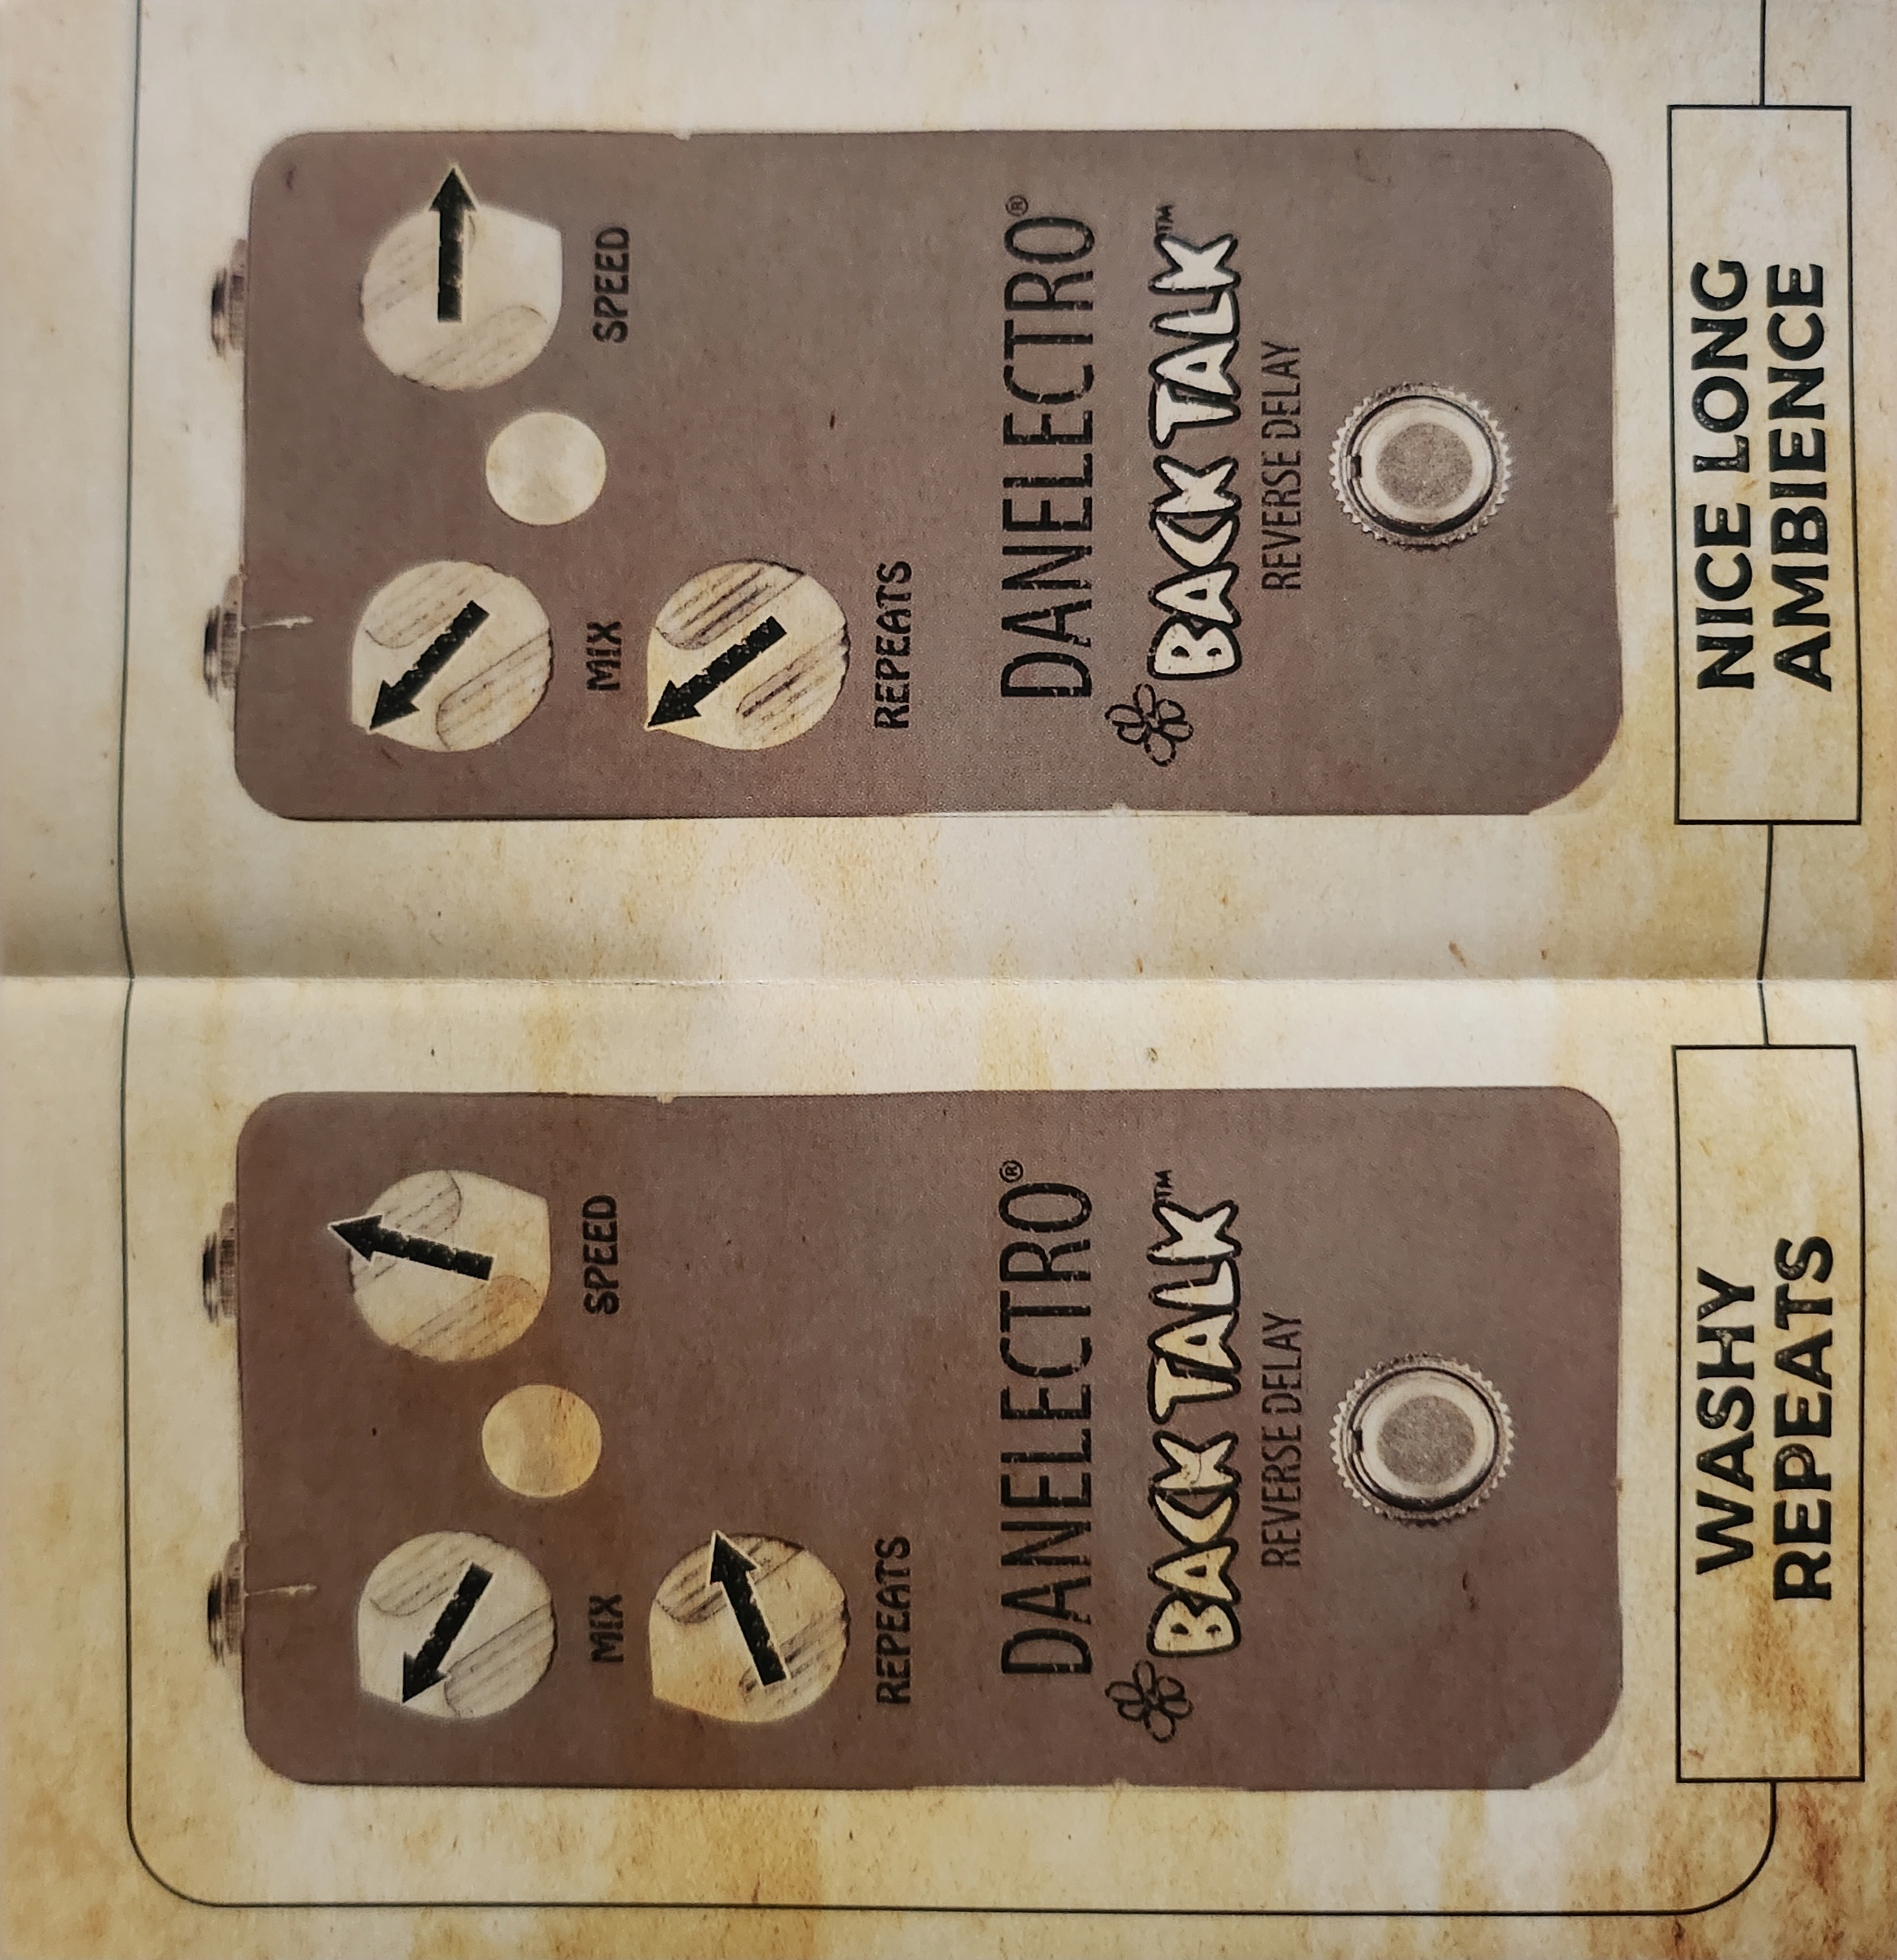 MIX
SPEED
REPEATS
DANELECTRO®
BACK TALK™
REVERSE DELAY
WASHY
REPEATS
MIX
SPEED
REPEATS
DANELECTRO®
BACK TALK™
REVERSE DELAY
NICE LONG
AMBIENCE